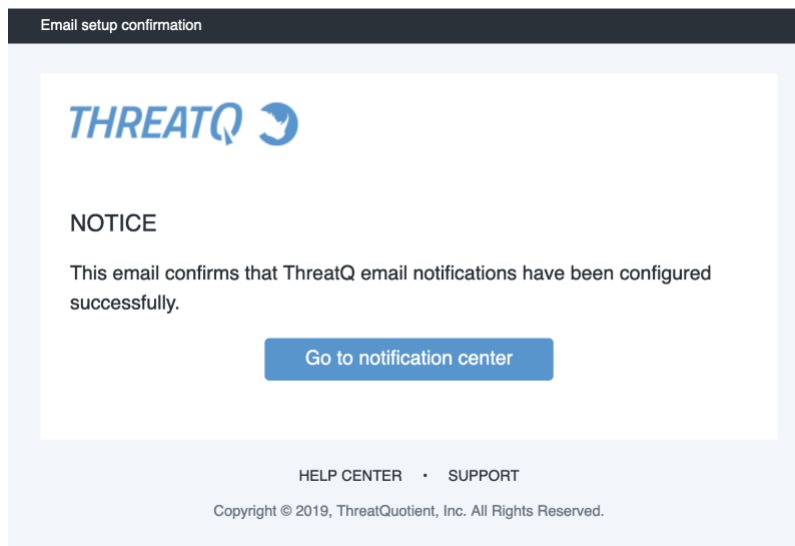 Email setup confirmation
THREATQ
NOTICE
This email confirms that ThreatQ email notifications have been configured
successfully.
Go to notification center
HELP CENTER • SUPPORT
Copyright © 2019, ThreatQuotient, Inc. All Rights Reserved.